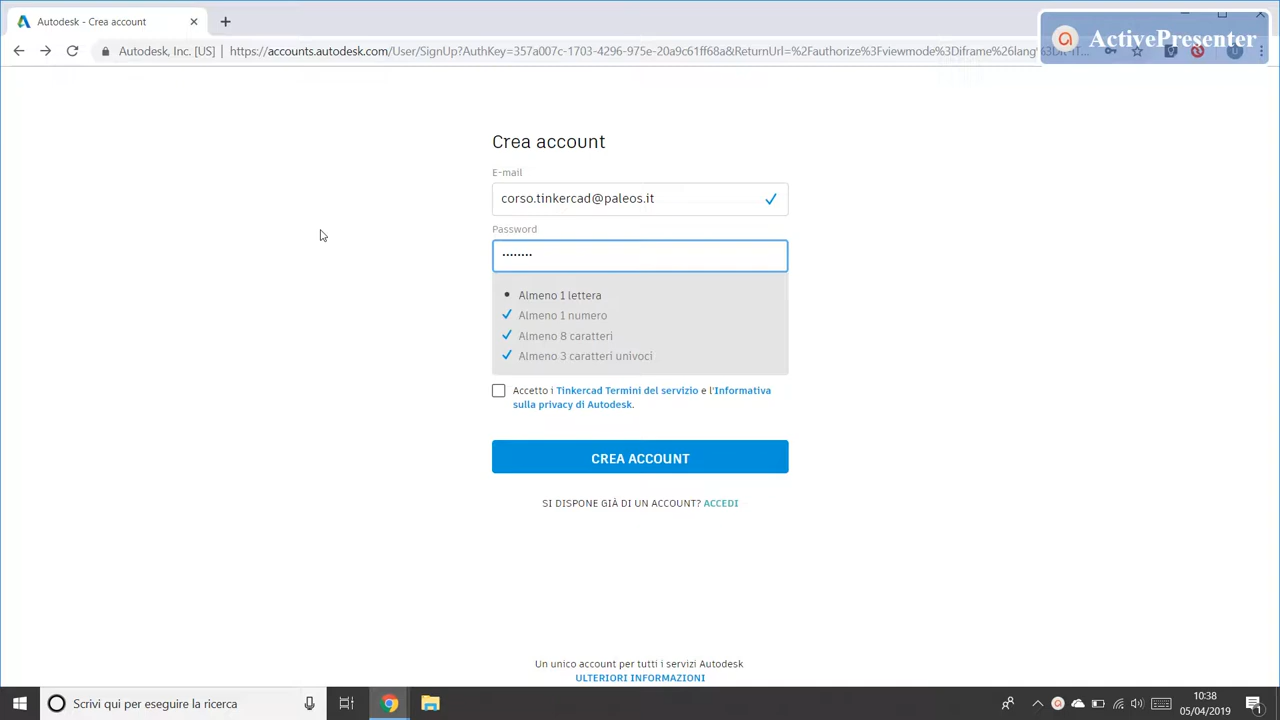 Autodesk - Crea account
ActivePresenter
Autodesk, Inc. [US] | https://accounts.autodesk.com/User/SignUp?AuthKey=357a007c-1703-4296-975e-20a9c61ff68a&ReturnUrl=%2Fauthorize%3Fviewmode%3Diframe%26lang%3Dit-IT...
Crea account
E-mail
corso.tinkercad@paleos.it
Password
••••••••
Almeno 1 lettera
Almeno 1 numero
Almeno 8 caratteri
Almeno 3 caratteri univoci
Accetto i Tinkercad Termini del servizio e l'Informativa
sulla privacy di Autodesk.
CREA ACCOUNT
SI DISPONE GIÀ DI UN ACCOUNT? ACCEDI
Un unico account per tutti i servizi Autodesk
ULTERIORI INFORMAZIONI
Scrivi qui per eseguire la ricerca
10:38
05/04/2019
1